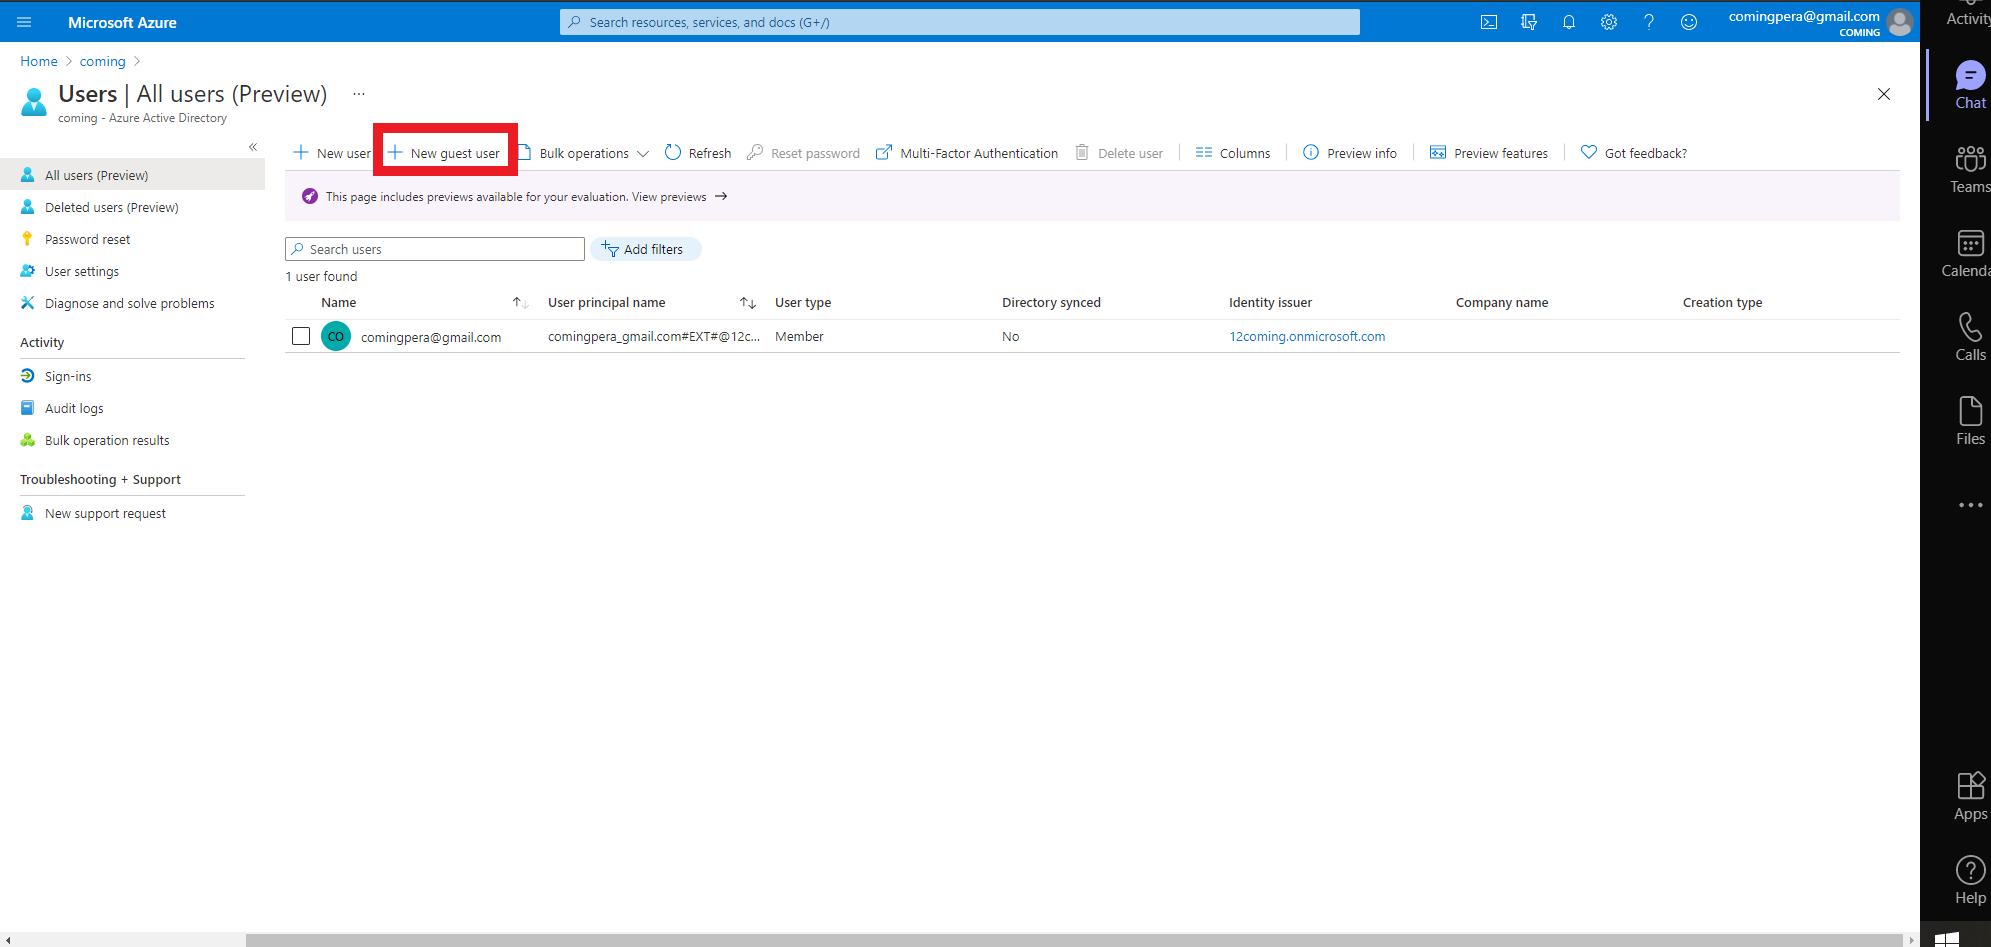 Microsoft Azure
Search resources, services, and docs (G+/)
comingpera@gmail.com
COMING
Home > coming >
Users | All users (Preview) ...
coming - Azure Active Directory
«
All users (Preview)
Deleted users (Preview)
Password reset
User settings
Diagnose and solve problems
Activity
Sign-ins
Audit logs
Bulk operation results
Troubleshooting + Support
New support request
New user
New guest user
Bulk operations
Refresh
Reset password
Multi-Factor Authentication
Delete user
Columns
Preview info
Preview features
Got feedback?
This page includes previews available for your evaluation. View previews →
Search users
Add filters
1 user found
Name User principal name User type Directory synced Identity issuer Company name Creation type
CO comingpera@gmail.com comingpera_gmail.com#EXT#@12c... Member No 12coming.onmicrosoft.com
Activity
Chat
Teams
Calenda
Calls
Files
Apps
Help